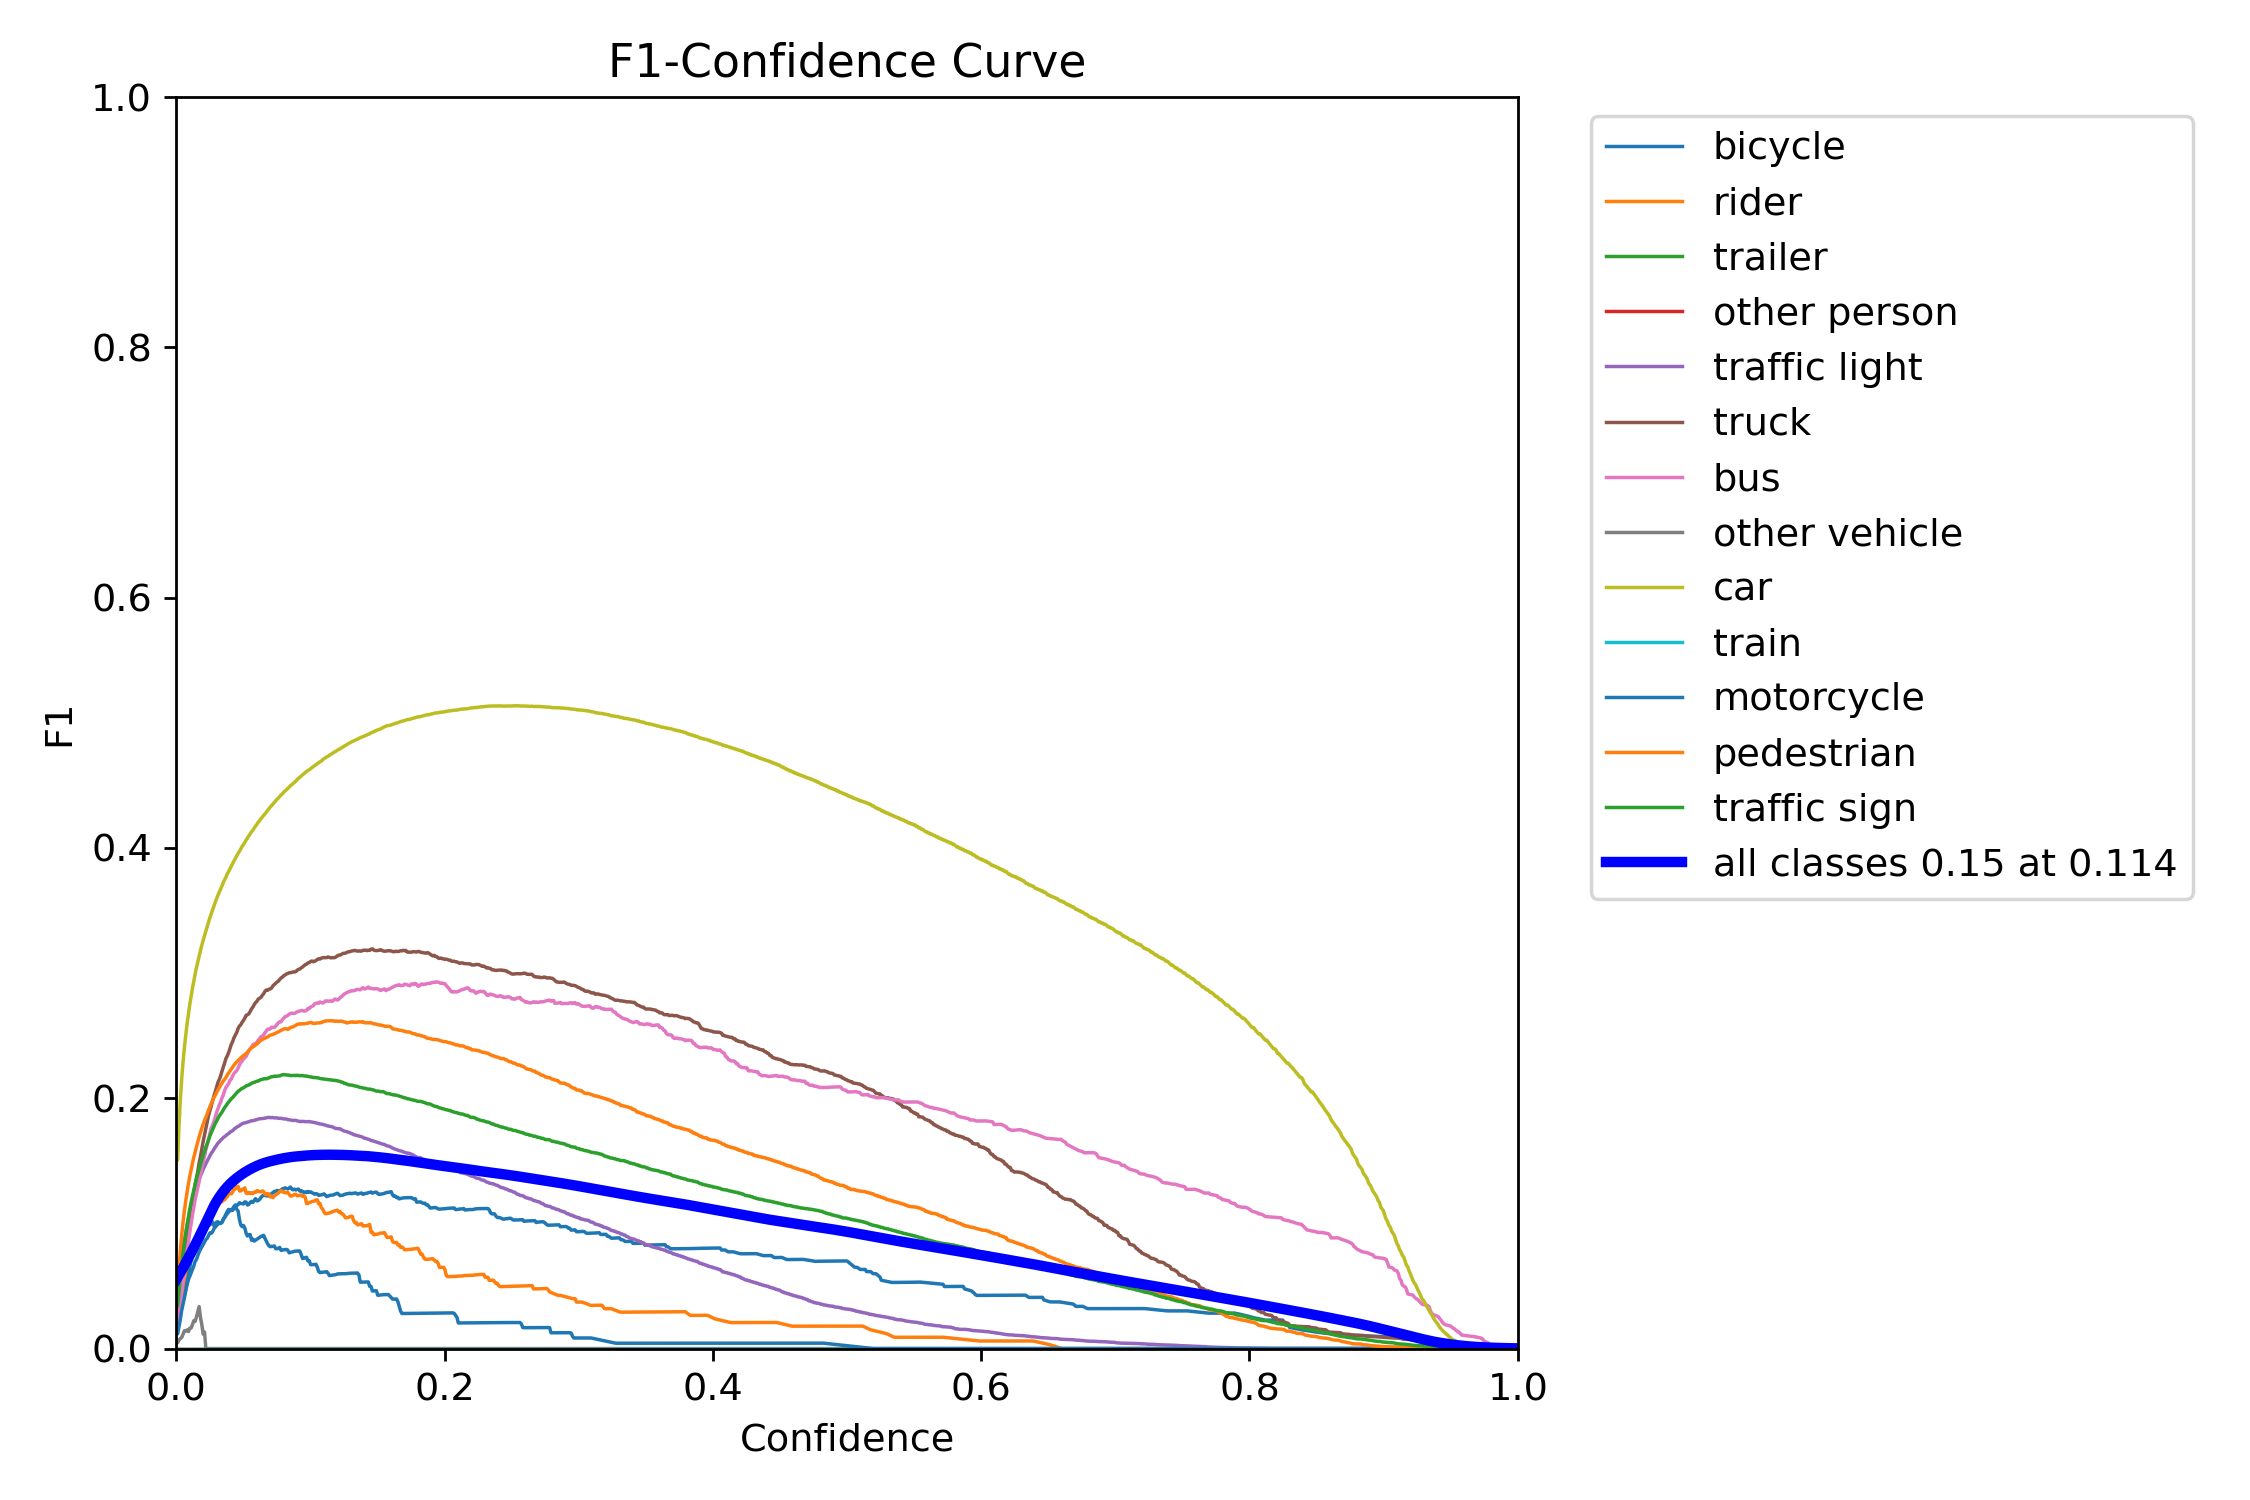 F1-Confidence Curve
1.0
0.8
0.6
0.4
0.2
0.0
F1
0.0 0.2 0.4 0.6 0.8 1.0
Confidence
bicycle
rider
trailer
other person
traffic light
truck
bus
other vehicle
car
train
motorcycle
pedestrian
traffic sign
all classes 0.15 at 0.114